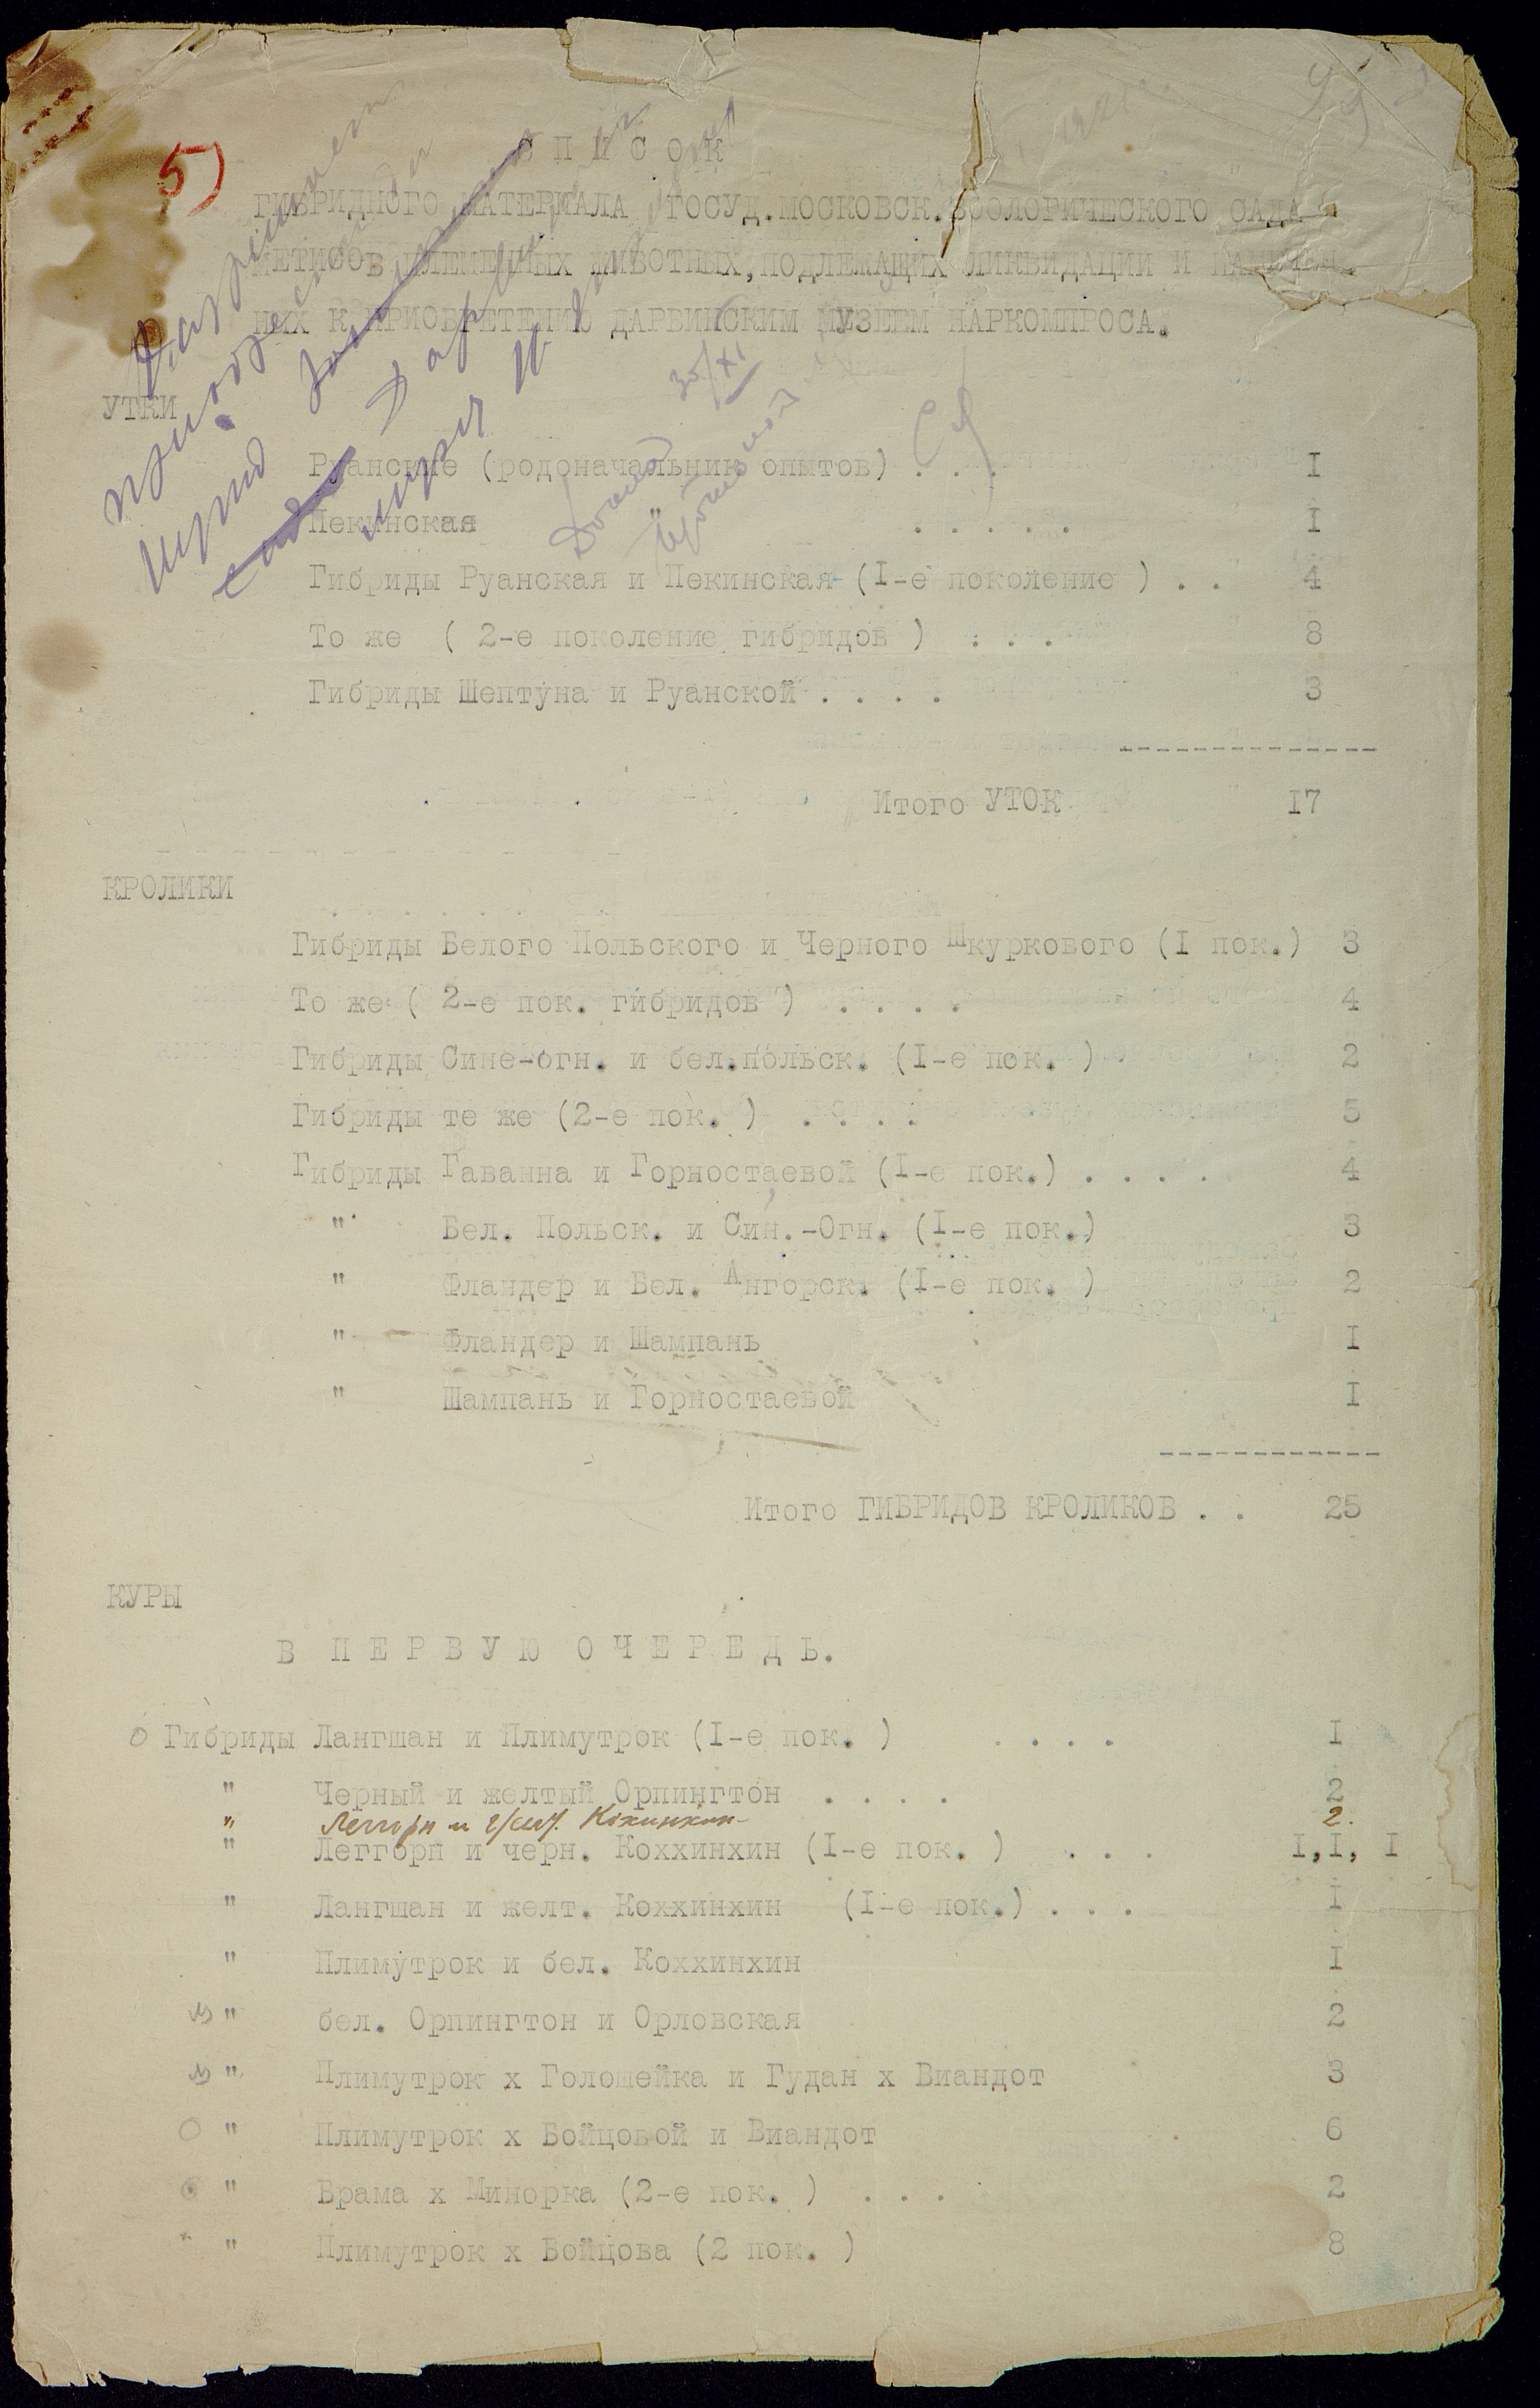 5)
СПИСОК
ГИБРИДНОГО МАТЕРИАЛА ГОСУД.МОСКОВСК.ЗООЛОГИЧЕСКОГО САДА
МЕТИСОВ ПЛЕМЕННЫХ ЖИВОТНЫХ, ПОДЛЕЖАЩИХ ЛИКВИДАЦИИ И
К ПРИОБРЕТЕНИЮ ДАРВИНСКИМ МУЗЕЕМ НАРКОМПРОСА.
30/XI
УТКИ
Руанские (родоначальник опытов) . . . I
Пекинская " . . . . . I
Гибриды Руанская и Пекинская (I-е поколение ) . . 4
То же ( 2-е поколение гибридов ) . . . 8
Гибриды Шептуна и Руанской . . . . 3
--------------
Итого УТОК 17
КРОЛИКИ
Гибриды Белого Польского и Черного Шкуркового (I пок.) 3
То же ( 2-е пок. гибридов ) . . . . 4
Гибриды Сине-огн. и бел.польск. (I-е пок. ) 2
Гибриды те же (2-е пок. ) . . . . 5
Гибриды Гаванна и Горностаевой (I-е пок.) . . . . 4
" Бел. Польск. и Син.-Огн. (I-е пок.) 3
" Фландер и Бел. Ангорск. (I-е пок. ) 2
" Фландер и Шампань I
" Шампань и Горностаевой I
------------
Итого ГИБРИДОВ КРОЛИКОВ . . 25
КУРЫ
В ПЕРВУЮ ОЧЕРЕДЬ.
Гибриды Лангшан и Плимутрок (I-е пок. ) . . . . I
" Черный и желтый Орпингтон . . . . 2
" Леггорн и Кохинхин 2.
" Леггорн и черн. Коххинхин (I-е пок. ) . . . I,I, I
" Лангшан и желт. Коххинхин (I-е пок.) . . . I
" Плимутрок и бел. Коххинхин I
" бел. Орпингтон и Орловская 2
" Плимутрок х Голошейка и Гудан х Виандот 3
" Плимутрок х Бойцовой и Виандот 6
" Брама х Минорка (2-е пок. ) . . . 2
" Плимутрок х Бойцова (2 пок. ) 8